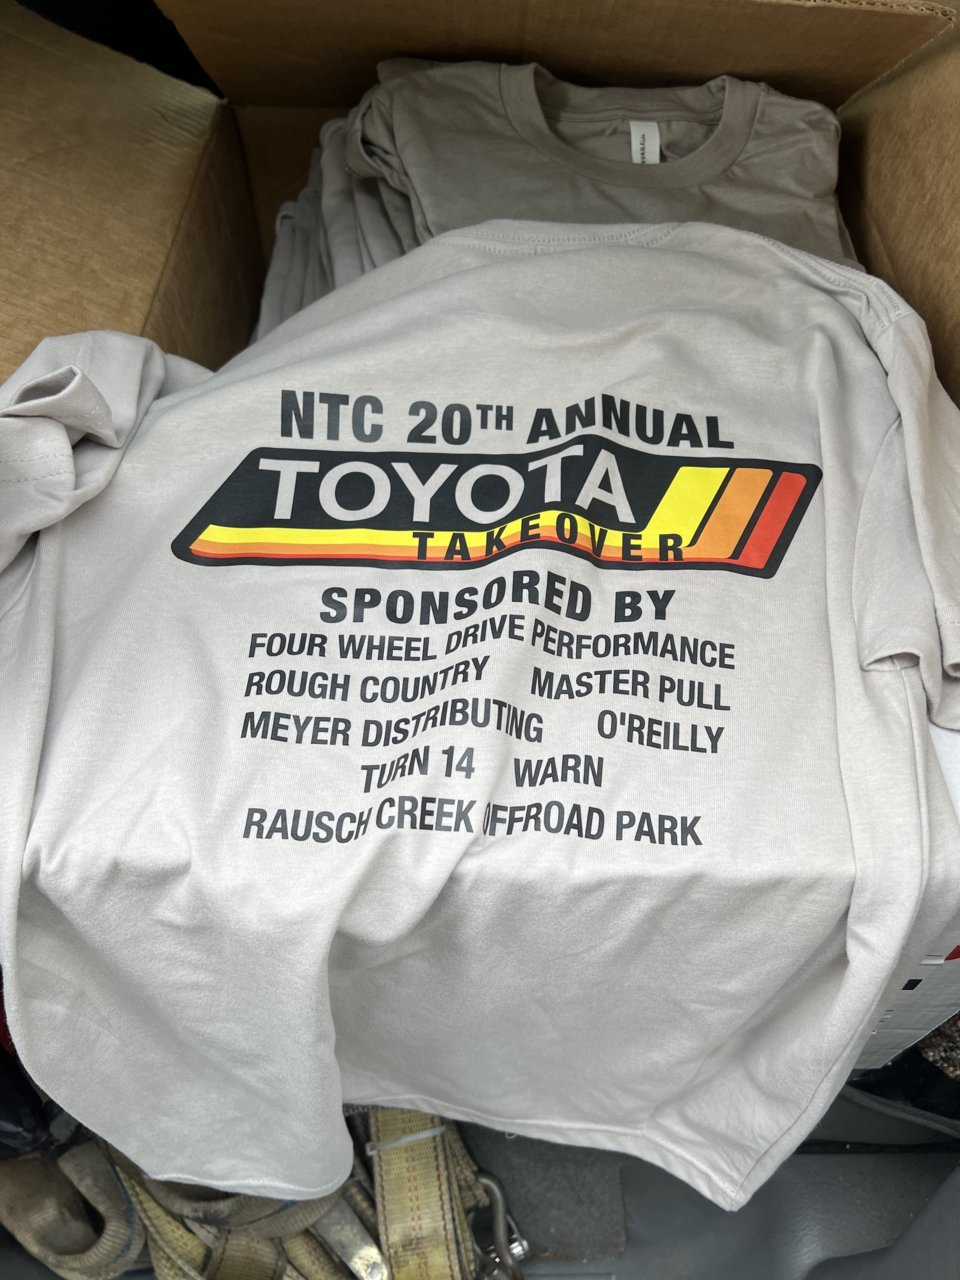 NTC 20TH ANNUAL
TOYOTA
TAKEOVER
SPONSORED BY
FOUR WHEEL DRIVE PERFORMANCE
ROUGH COUNTRY MASTER PULL
MEYER DISTRIBUTING O'REILLY
TURN 14 WARN
RAUSCH CREEK OFFROAD PARK